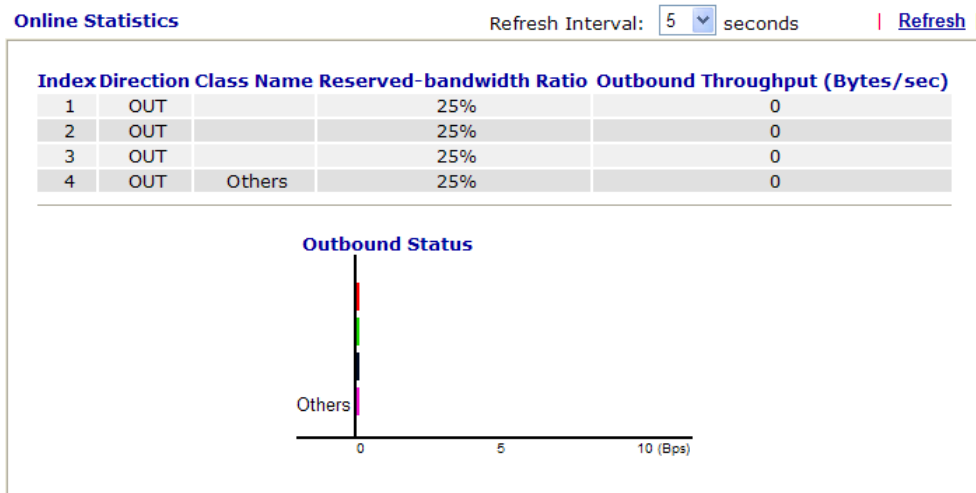 Online Statistics Refresh Interval: 5 seconds | Refresh
Index Direction Class Name Reserved-bandwidth Ratio Outbound Throughput (Bytes/sec)
1 OUT 25% 0
2 OUT 25% 0
3 OUT 25% 0
4 OUT Others 25% 0
Outbound Status
Others
0 5 10 (Bps)